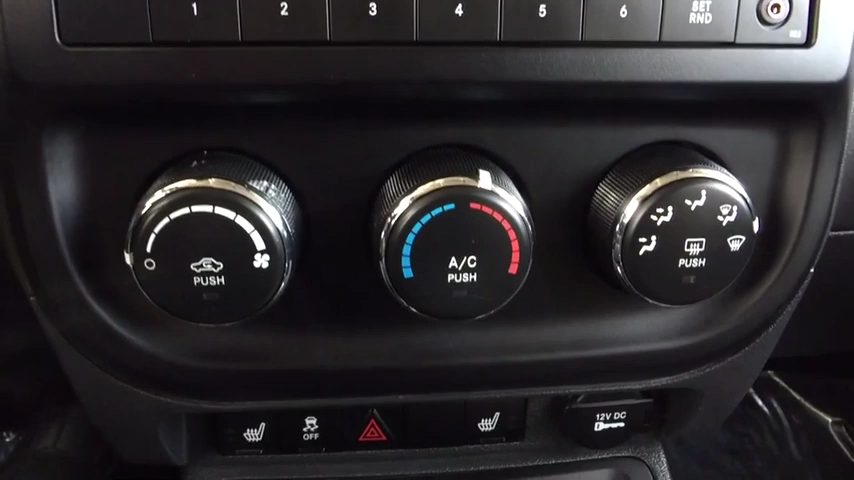 1 2 3 4 5 6 SET
RND
PUSH
A/C
PUSH
PUSH
OFF
12V DC